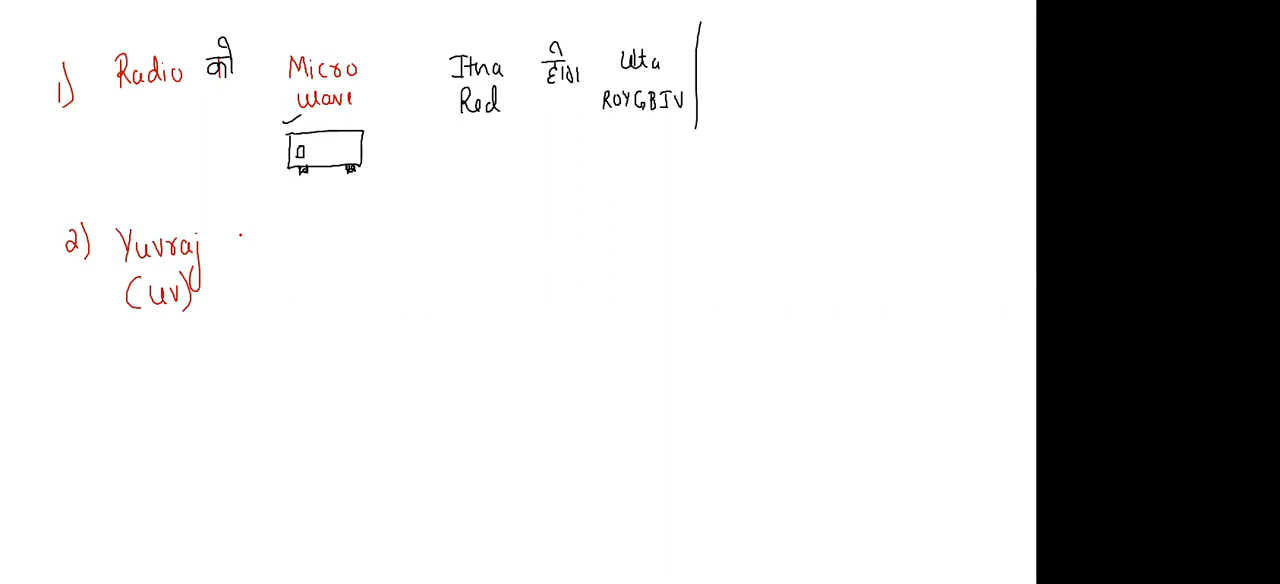 1) Radio को Micro Itna होगा Ulta
wave Red ROYGBIV
2) Yuvraj
(UV)